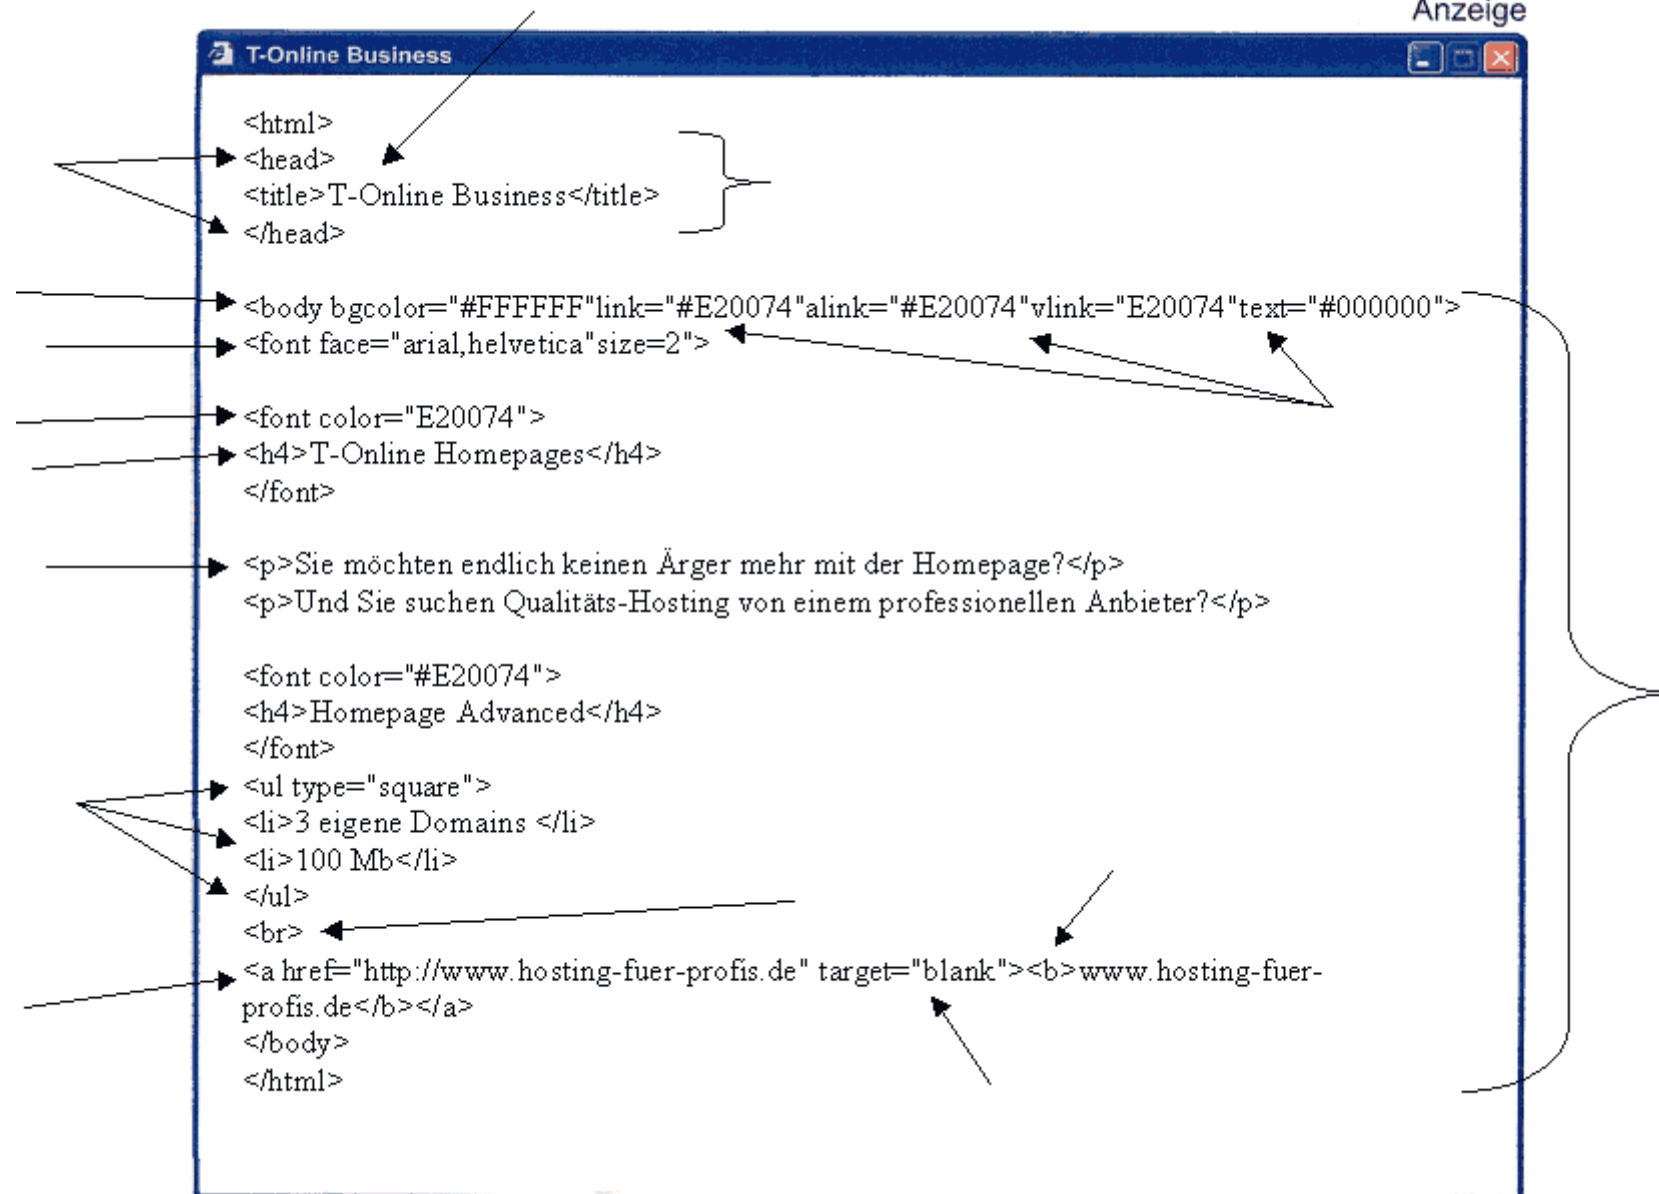 Anzeige
T-Online Business
<html>
<head>
<title>T-Online Business</title>
</head>
<body bgcolor="#FFFFFF"link="#E20074"alink="#E20074"vlink="E20074"text="#000000">
<font face="arial,helvetica"size=2">
<font color="E20074">
<h4>T-Online Homepages</h4>
</font>
<p>Sie möchten endlich keinen Ärger mehr mit der Homepage?</p>
<p>Und Sie suchen Qualitäts-Hosting von einem professionellen Anbieter?</p>
<font color="#E20074">
<h4>Homepage Advanced</h4>
</font>
<ul type="square">
<li>3 eigene Domains </li>
<li>100 Mb</li>
</ul>
<br>
<a href="http://www.hosting-fuer-profis.de" target="blank"><b>www.hosting-fuer-
profis.de</b></a>
</body>
</html>